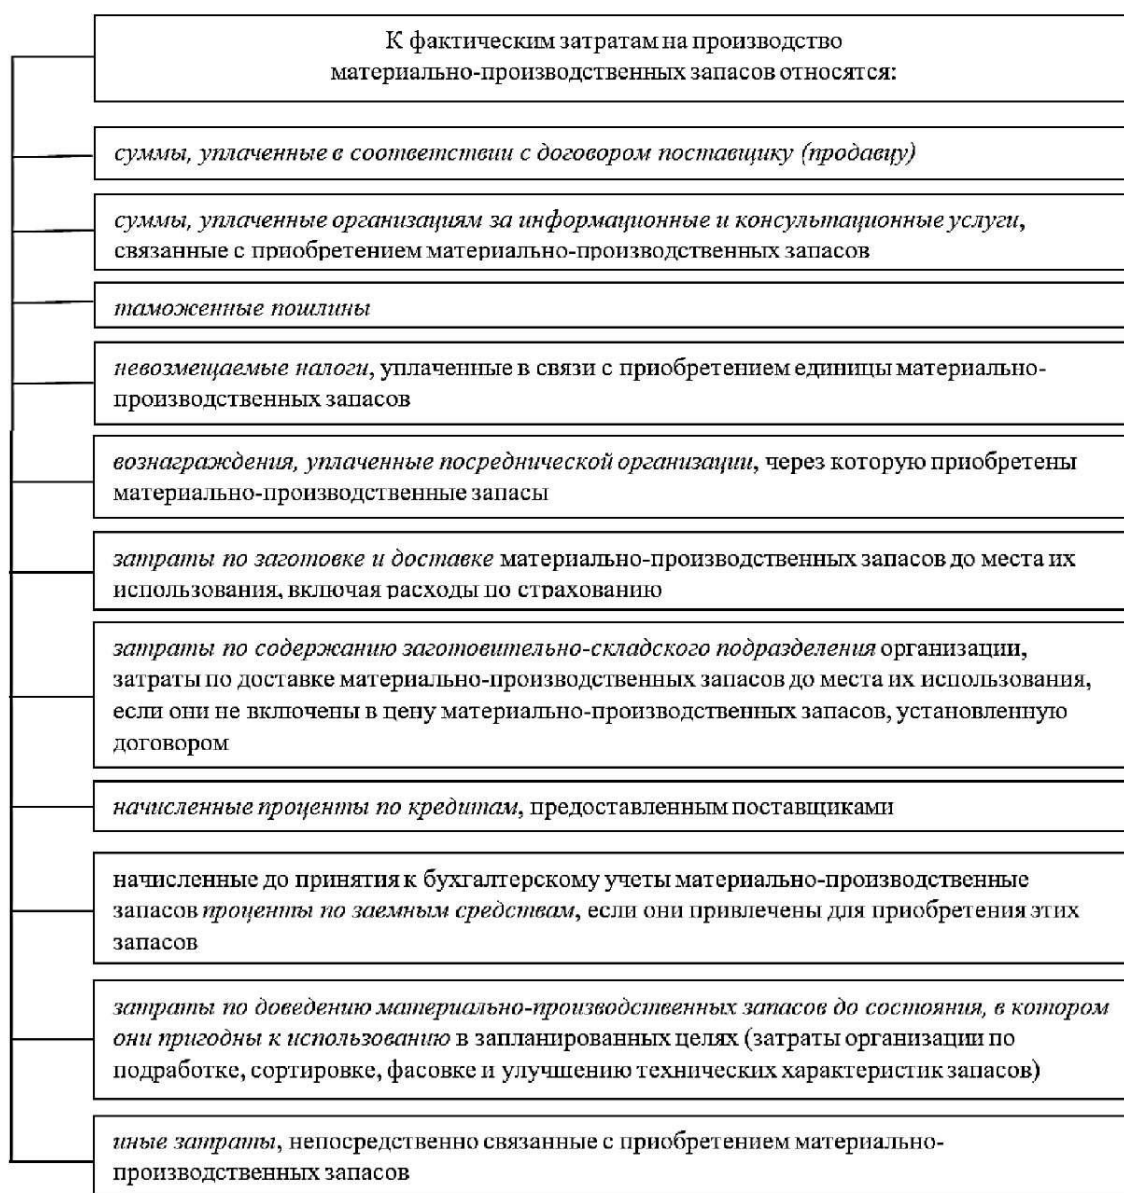 К фактическим затратам на производство
материально-производственных запасов относятся:
суммы, уплаченные в соответствии с договором поставщику (продавцу)
суммы, уплаченные организациям за информационные и консультационные услуги,
связанные с приобретением материально-производственных запасов
таможенные пошлины
невозмещаемые налоги, уплаченные в связи с приобретением единицы материально-
производственных запасов
вознаграждения, уплаченные посреднической организации, через которую приобретены
материально-производственные запасы
затраты по заготовке и доставке материально-производственных запасов до места их
использования, включая расходы по страхованию
затраты по содержанию заготовительно-складского подразделения организации,
затраты по доставке материально-производственных запасов до места их использования,
если они не включены в цену материально-производственных запасов, установленную
договором
начисленные проценты по кредитам, предоставленным поставщиками
начисленные до принятия к бухгалтерскому учеты материально-производственные
запасов проценты по заемным средствам, если они привлечены для приобретения этих
запасов
затраты по доведению материально-производственных запасов до состояния, в котором
они пригодны к использованию в запланированных целях (затраты организации по
подработке, сортировке, фасовке и улучшению технических характеристик запасов)
иные затраты, непосредственно связанные с приобретением материально-
производственных запасов